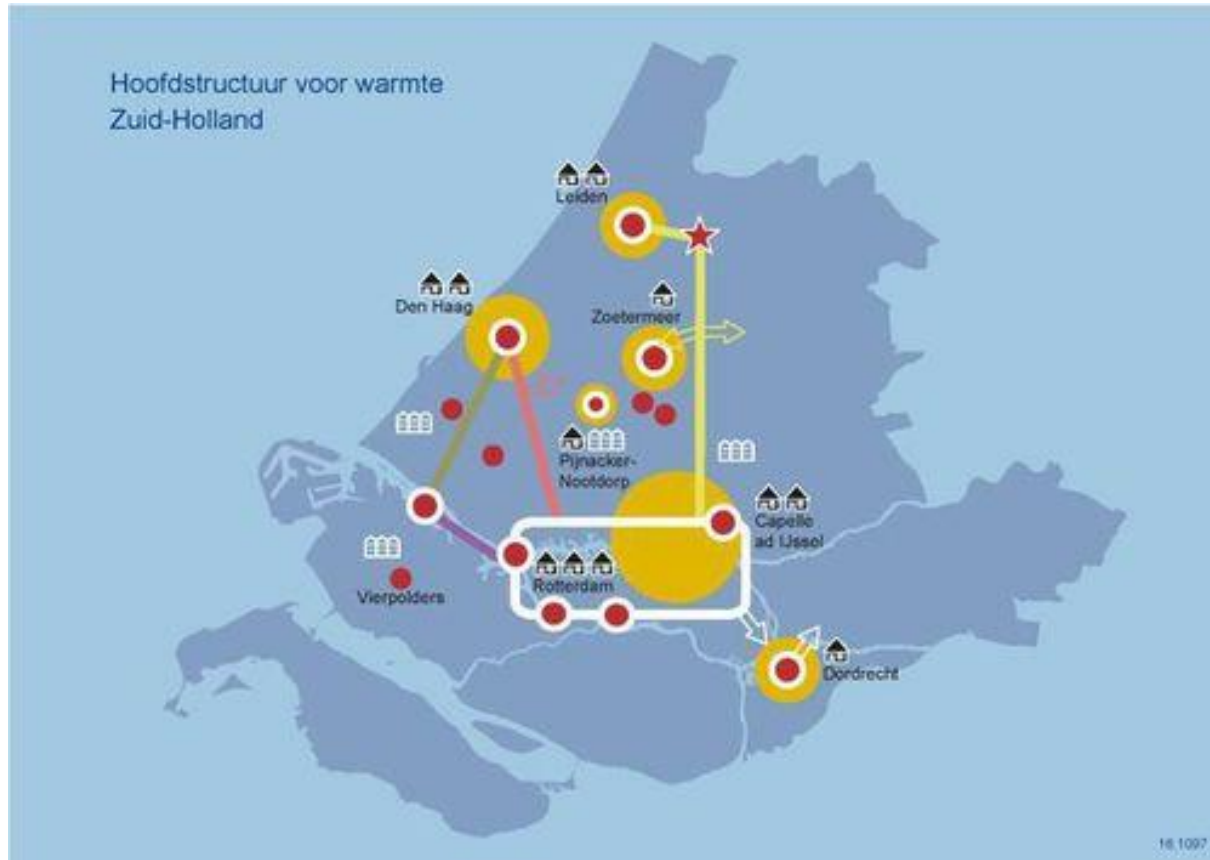 Hoofdstructuur voor warmte
Zuid-Holland
Leiden
Den Haag
Zoetermeer
Pijnacker-
Nootdorp
Capelle
ad IJssel
Rotterdam
Vierpolders
Dordrecht
16.1097